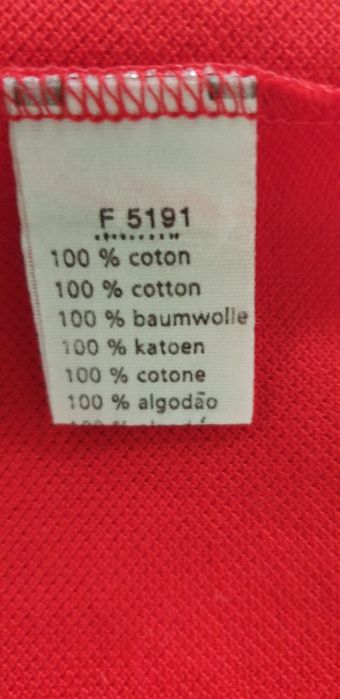 F 5191
100 % coton
100 % cotton
100 % baumwolle
100 % katoen
100 % cotone
100 % algodão